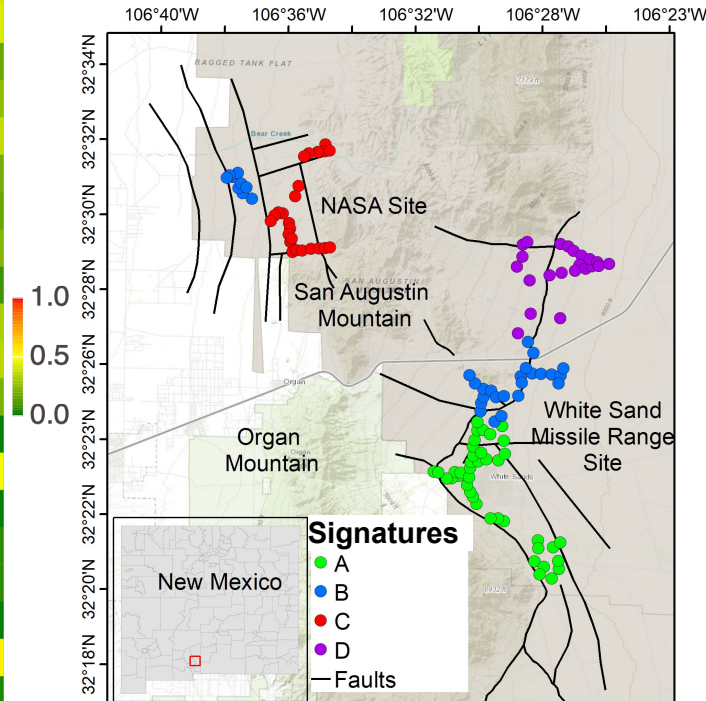 106°40'W 106°36'W 106°32'W 106°28'W 106°23'W
32°34'N
RAGGED TANK FLAT
7179 ft
32°32'N
Bear Creek
32°30'N
NASA Site
32°28'N
SAN AUGUSTIN
San Augustin
Mountain
1.0
0.5
0.0
32°26'N
Organ
32°23'N
White Sand
Missile Range
Site
Organ
Mountain
White Sands
32°22'N
Signatures
A
B
C
D
Faults
New Mexico
32°20'N
32°18'N